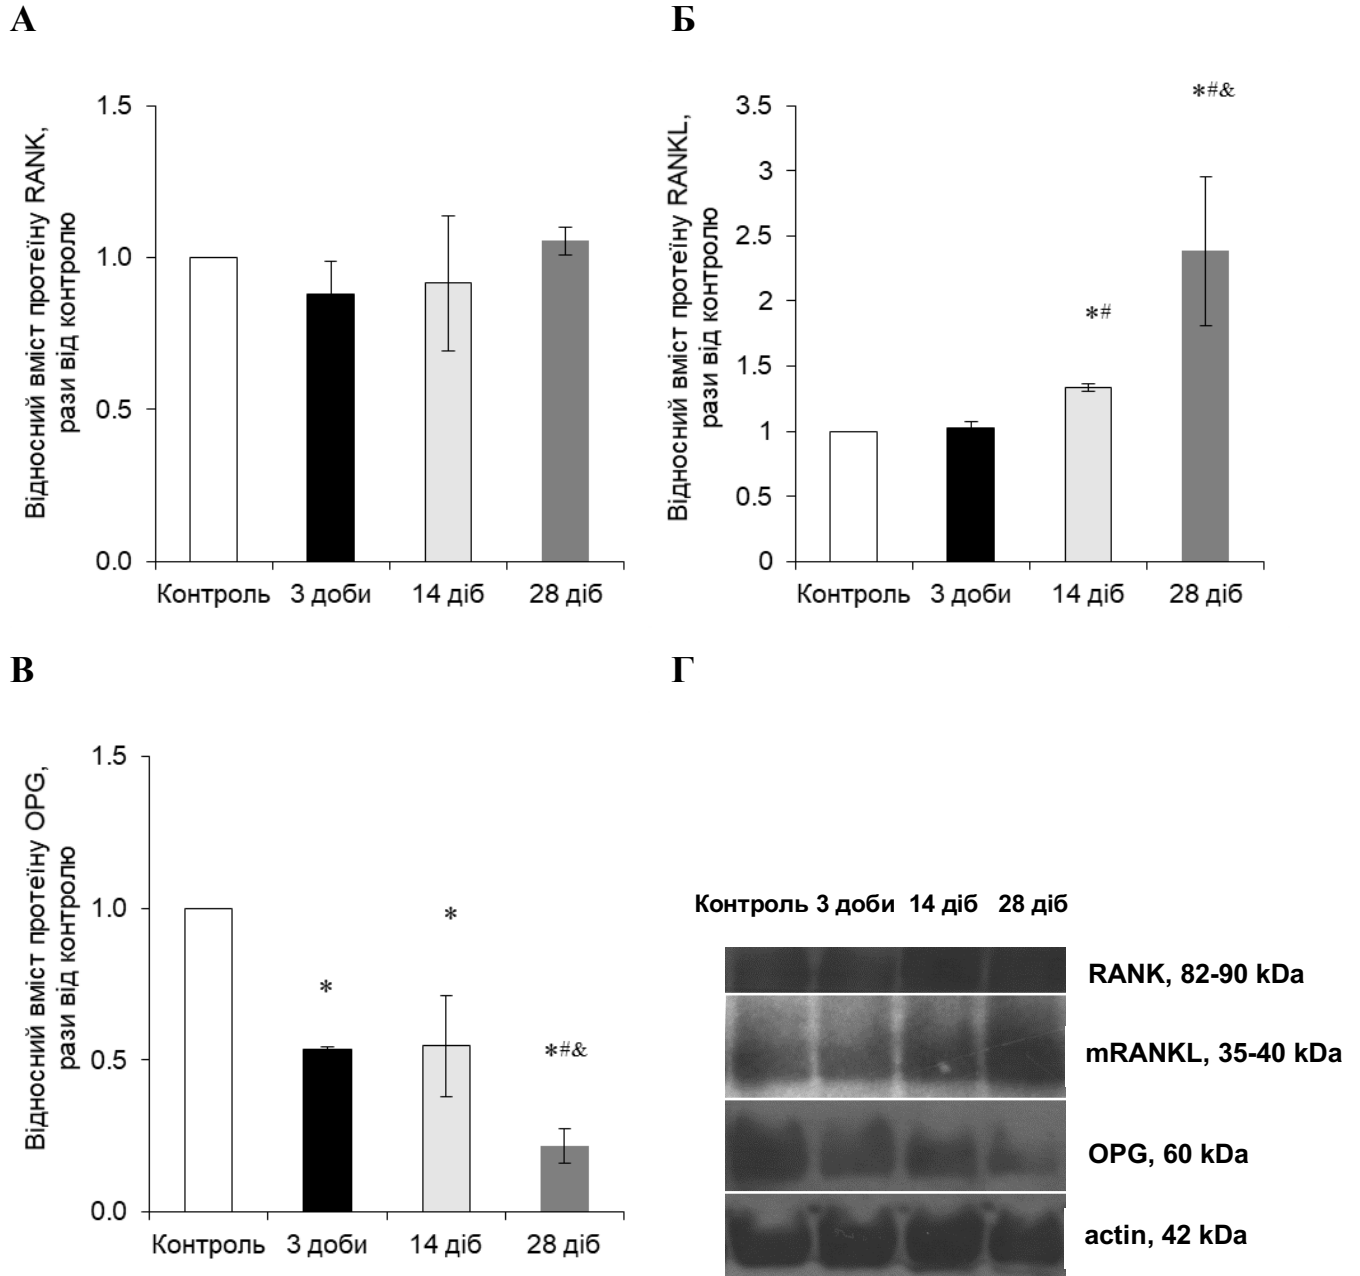 А
Відносний вміст протеїну RANK,
рази від контролю
1.5
1.0
0.5
0.0
Контроль 3 доби 14 діб 28 діб
Б
Відносний вміст протеїну RANKL,
рази від контролю
3.5
3
2.5
2
1.5
1
0.5
0
*#
*#&
Контроль 3 доби 14 діб 28 діб
В
Відносний вміст протеїну OPG,
рази від контролю
1.5
1.0
0.5
0.0
*
*
*#&
Контроль 3 доби 14 діб 28 діб
Г
Контроль 3 доби 14 діб 28 діб
RANK, 82-90 kDa
mRANKL, 35-40 kDa
OPG, 60 kDa
actin, 42 kDa